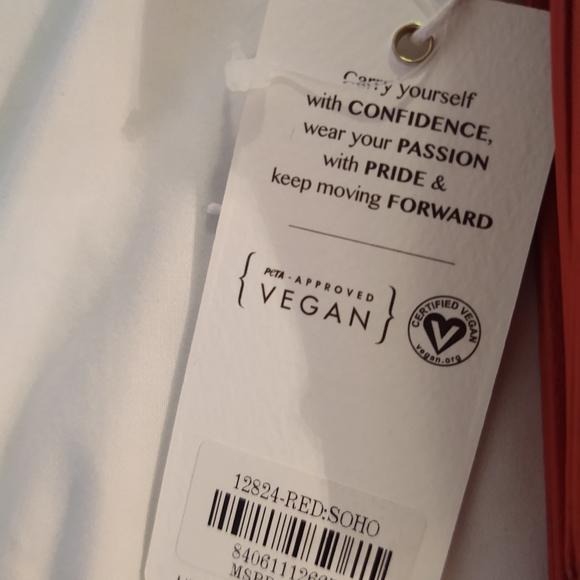 Carry yourself
with CONFIDENCE,
wear your PASSION
with PRIDE &
keep moving FORWARD
PETA-APPROVED
VEGAN
CERTIFIED VEGAN
vegan.org
12824-RED:SOHO